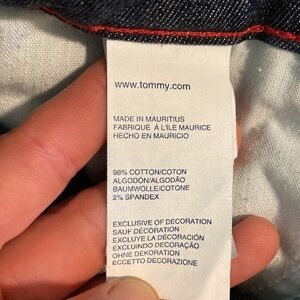 www.tommy.com
MADE IN MAURITIUS
FABRIQUÉ À L'ILE MAURICE
HECHO EN MAURICIO
98% COTTON/COTON
ALGODÓN/ALGODÃO
BAUMWOLLE/COTONE
2% SPANDEX
EXCLUSIVE OF DECORATION
SAUF DÉCORATION
EXCLUYE LA DECORACIÓN
EXCLUINDO DECORAÇÃO
OHNE DEKORATION
ECCETTO DECORAZIONE